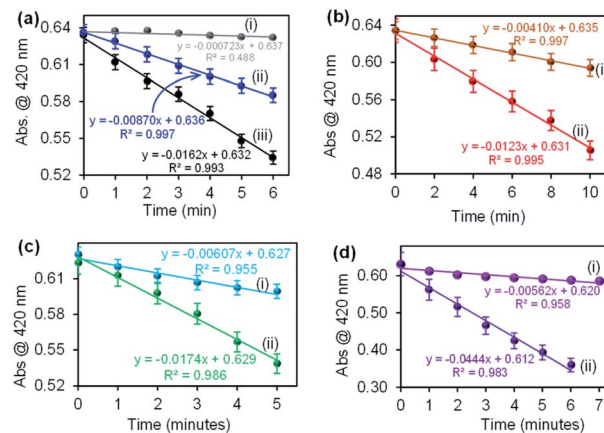 (a)
Abs. @ 420 nm
0.64
0.61
0.58
0.55
0.52
(i)
y = -0.000723x + 0.637
R² = 0.488
(ii)
y = -0.00870x + 0.636
R² = 0.997
(iii)
y = -0.0162x + 0.632
R² = 0.993
0 1 2 3 4 5 6
Time (min)
(b)
Abs @ 420 nm
0.64
0.60
0.56
0.52
0.48
y = -0.00410x + 0.635
R² = 0.997
(i)
(ii)
y = -0.0123x + 0.631
R² = 0.995
0 2 4 6 8 10
Time (min)
(c)
Abs @ 420 nm
0.61
0.58
0.55
0.52
y = -0.00607x + 0.627
R² = 0.955
(i)
(ii)
y = -0.0174x + 0.629
R² = 0.986
0 1 2 3 4 5
Time (minutes)
(d)
Abs @ 420 nm
0.60
0.50
0.40
0.30
(i)
y = -0.00562x + 0.620
R² = 0.958
y = -0.0444x + 0.612
R² = 0.983
(ii)
0 1 2 3 4 5 6 7
Time (minutes)